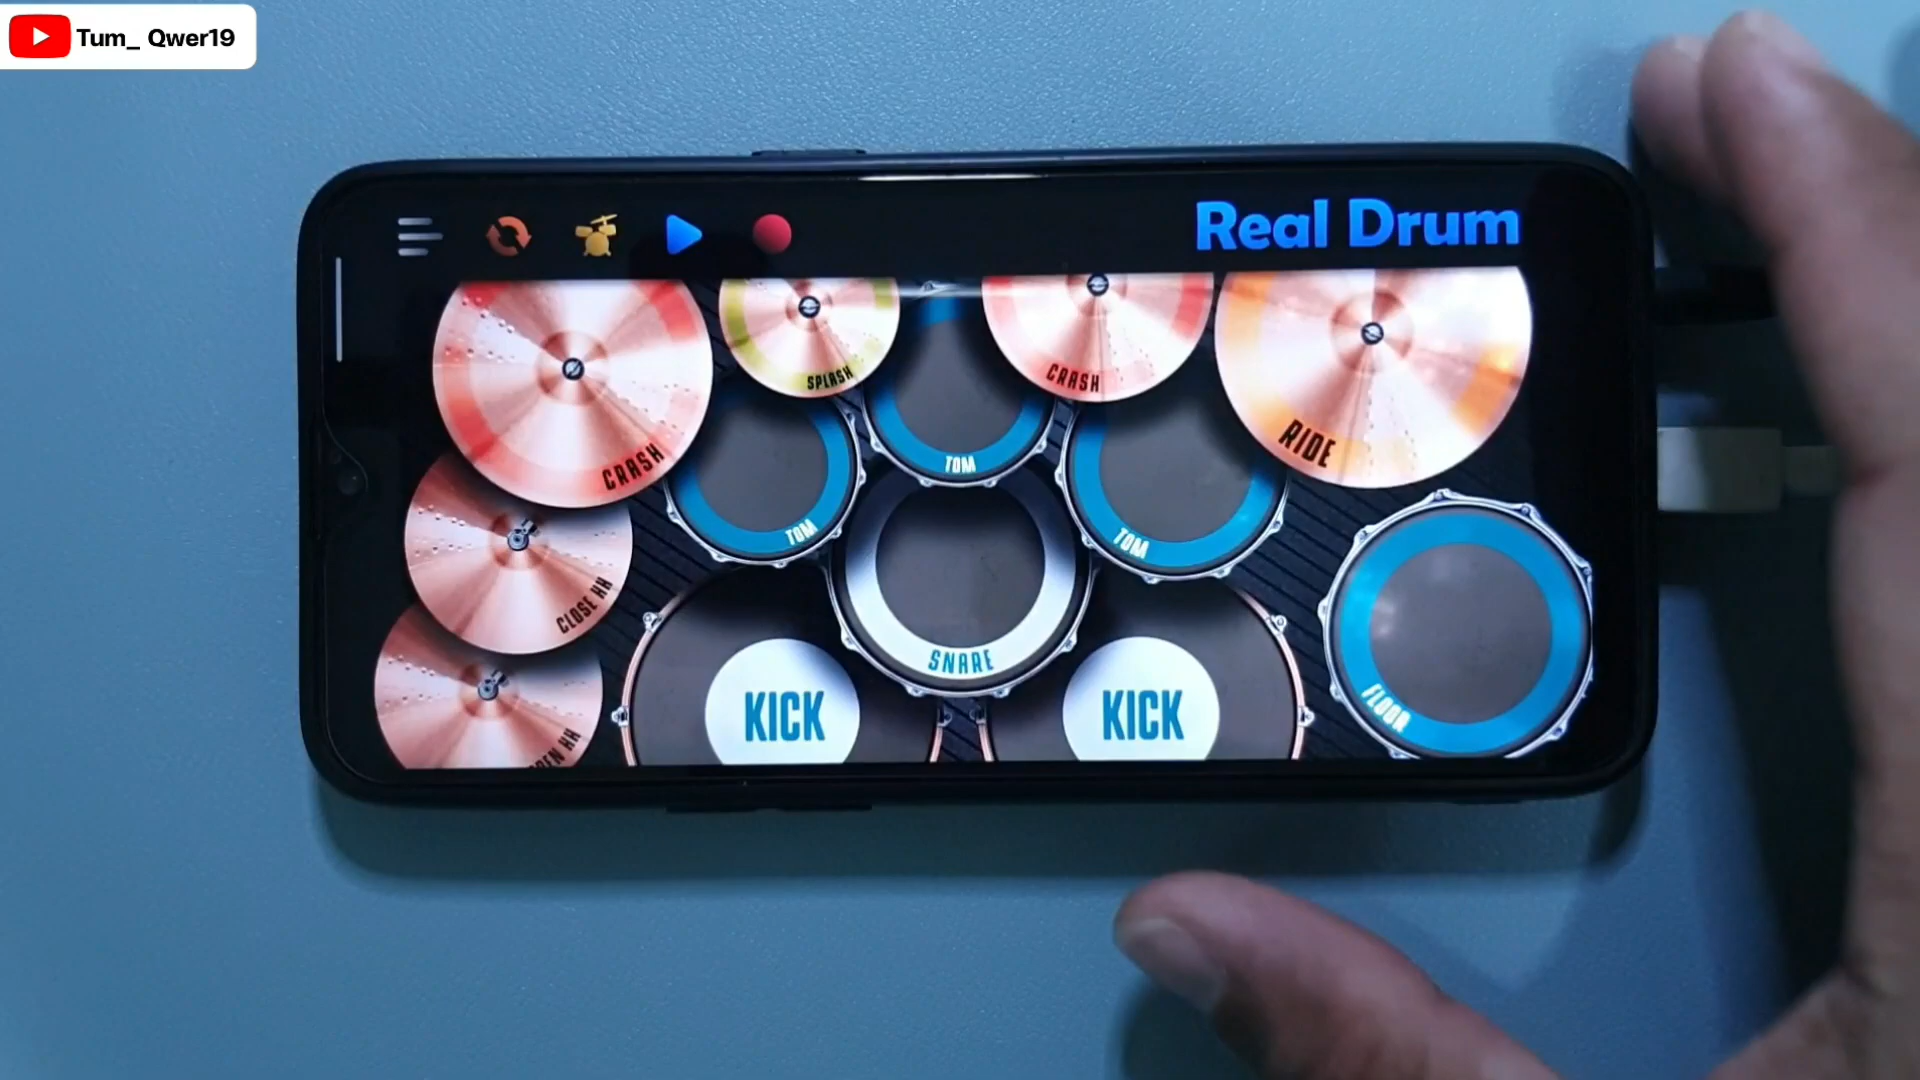 Tum_ Qwer19
Real Drum
SPLASH
CRASH
CRASH
RIDE
TOM
TOM
TOM
CLOSE HH
SNARE
KICK
KICK
FLOOR